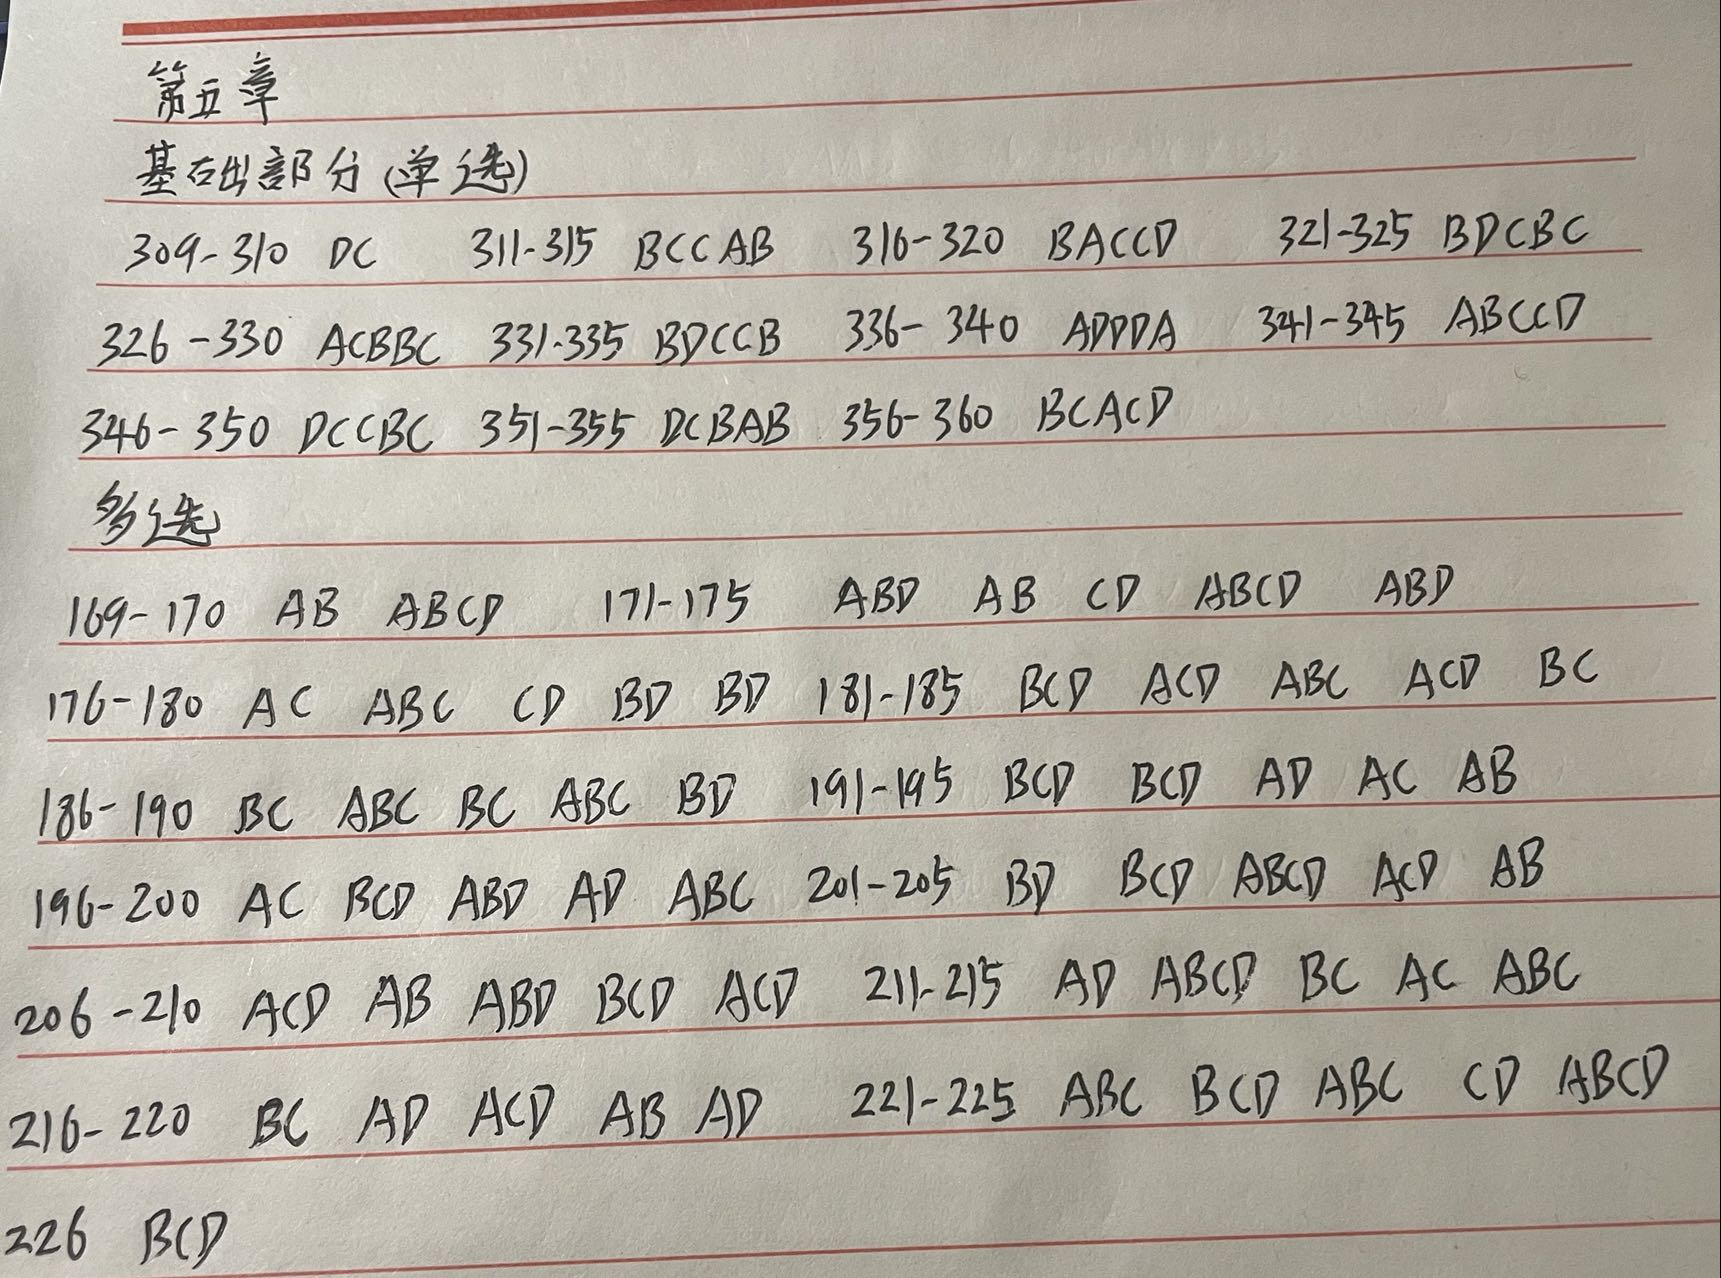 第五章
基础部分(单选)
309-310 DC 311-315 BCCAB 316-320 BACCD 321-325 BDCBC
326-330 ACBBC 331-335 BDCCB 336-340 ADDDA 341-345 ABCCD
346-350 DCCBC 351-355 DCBAB 356-360 BCACD
多选
169-170 AB ABCD 171-175 ABD AB CD ABCD ABD
176-180 AC ABC CD BD BD 181-185 BCD ACD ABC ACD BC
186-190 BC ABC BC ABC BD 191-195 BCD BCD AD AC AB
196-200 AC BCD ABD AD ABC 201-205 BD BCD ABCD ACD AB
206-210 ACD AB ABD BCD ACD 211-215 AD ABCD BC AC ABC
216-220 BC AD ACD AB AD 221-225 ABC BCD ABC CD ABCD
226 BCD